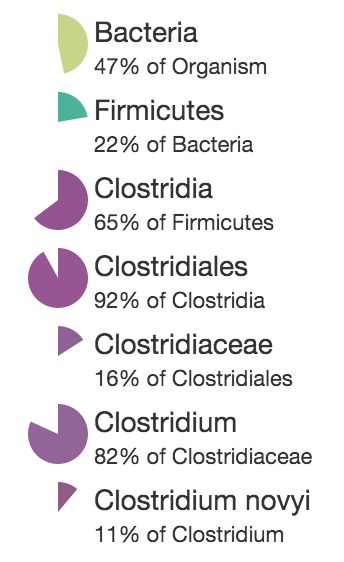 Bacteria
47% of Organism
Firmicutes
22% of Bacteria
Clostridia
65% of Firmicutes
Clostridiales
92% of Clostridia
Clostridiaceae
16% of Clostridiales
Clostridium
82% of Clostridiaceae
Clostridium novyi
11% of Clostridium